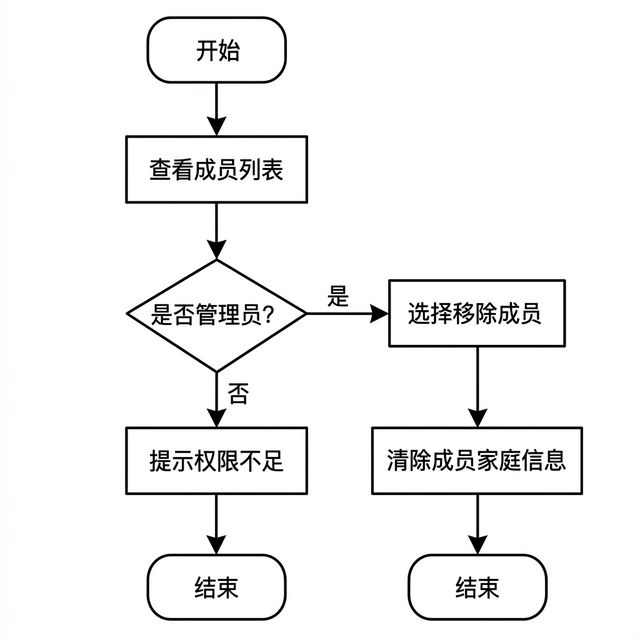 开始
查看成员列表
是否管理员?
是
选择移除成员
否
提示权限不足
清除成员家庭信息
结束
结束